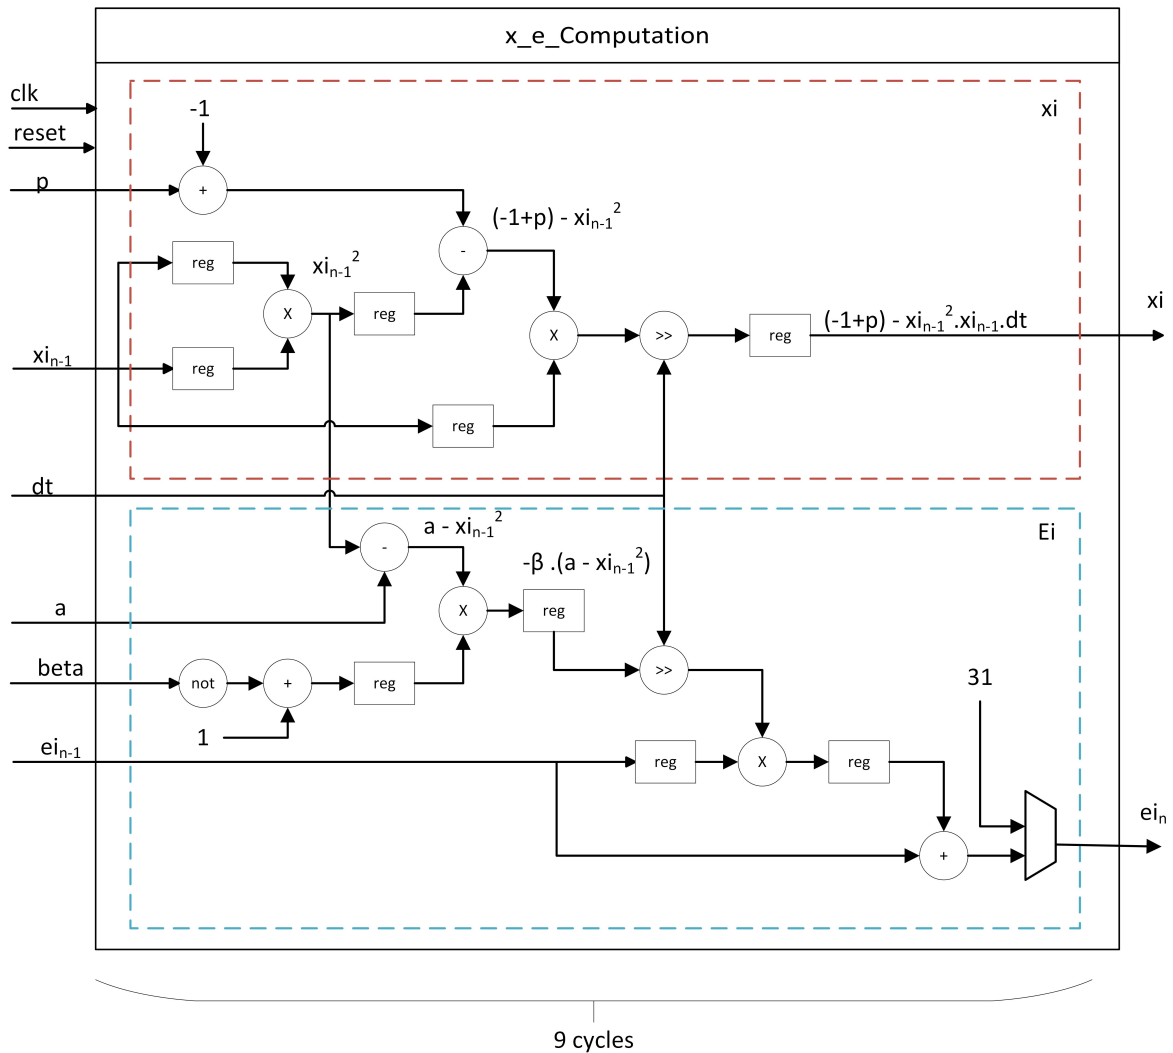 x_e_Computation
clk
-1
xi
reset
p
+
(-1+p) - xiₙ₋₁²
-
reg
xiₙ₋₁²
X
reg
xi
(-1+p) - xiₙ₋₁².xiₙ₋₁.dt
X
>>
reg
xiₙ₋₁
reg
reg
dt
a - xiₙ₋₁²
Ei
-
-β .(a - xiₙ₋₁²)
a
X
reg
beta
not
+
reg
>>
31
1
eiₙ₋₁
reg
X
reg
eiₙ
+
9 cycles